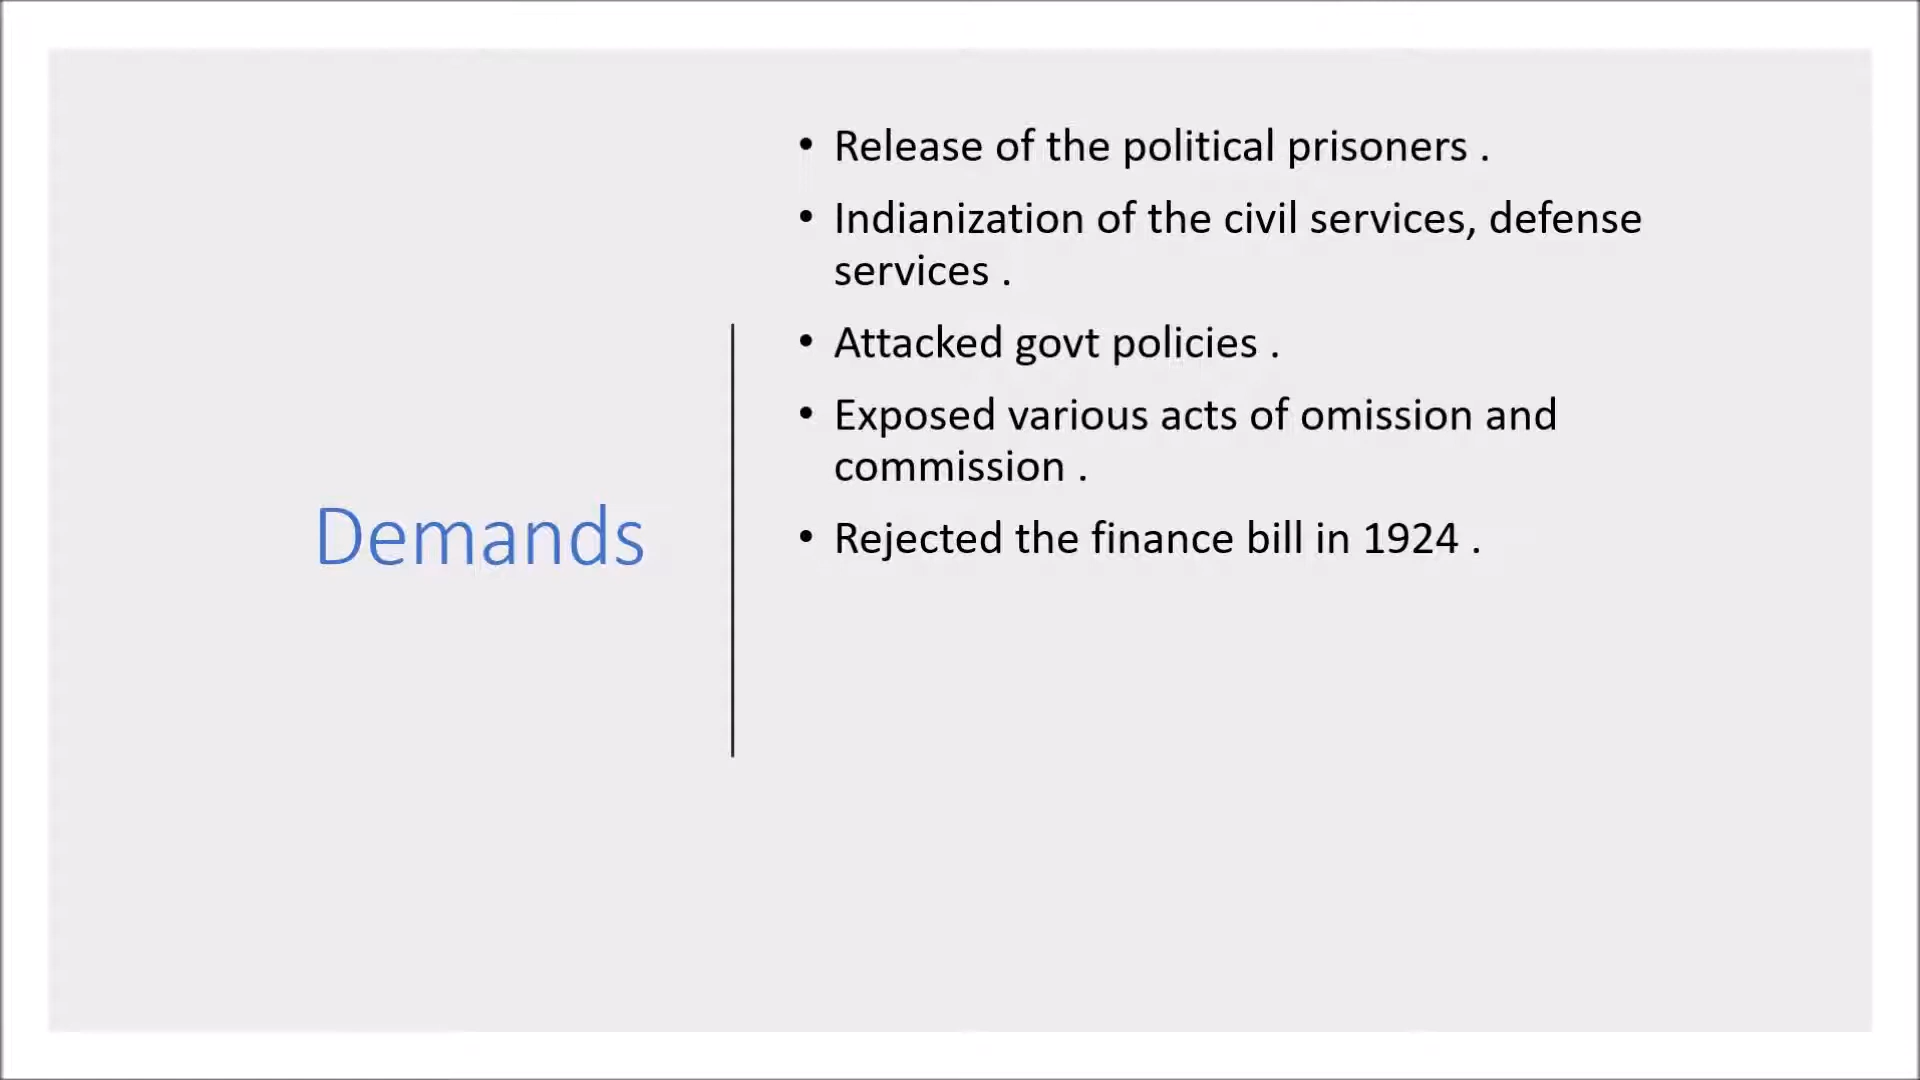 Demands
• Release of the political prisoners .
• Indianization of the civil services, defense
services .
• Attacked govt policies .
• Exposed various acts of omission and
commission .
• Rejected the finance bill in 1924 .